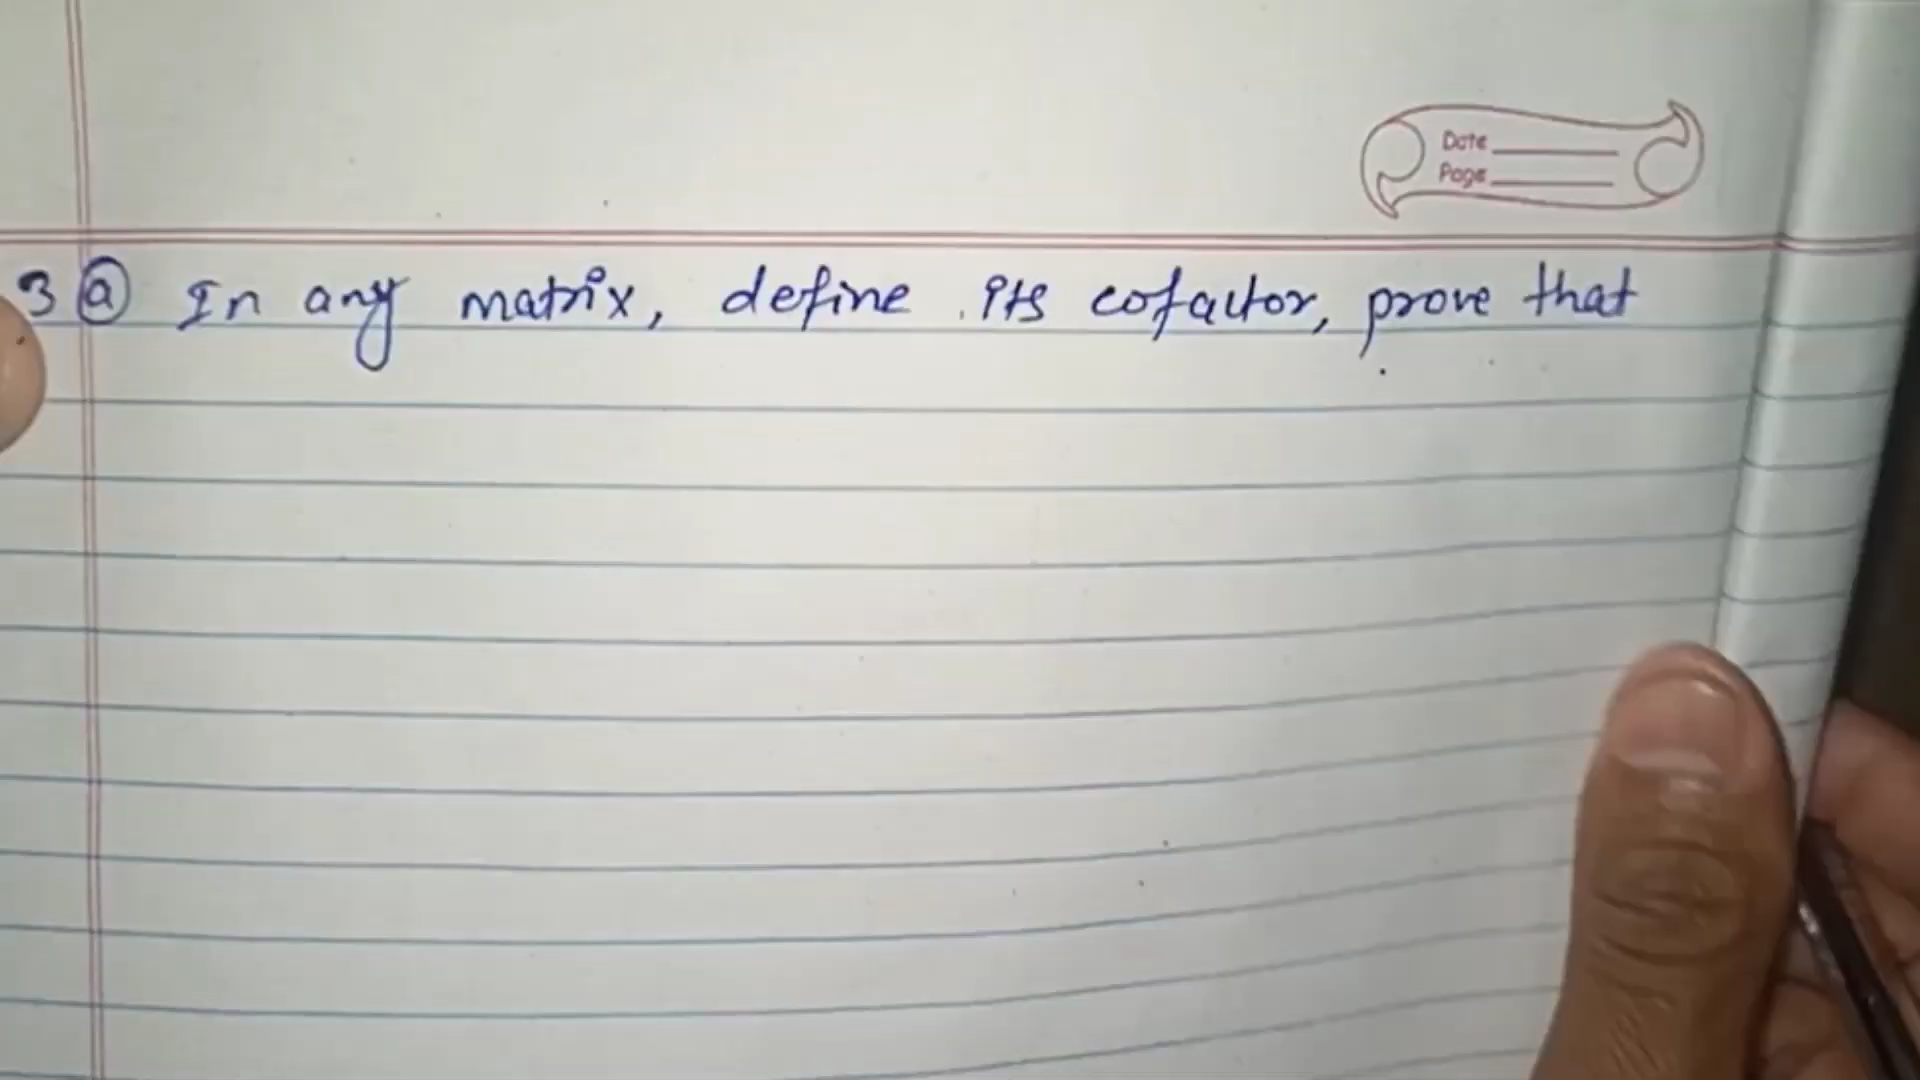 Date
Page
3 a In any matrix, define its cofactor, prove that